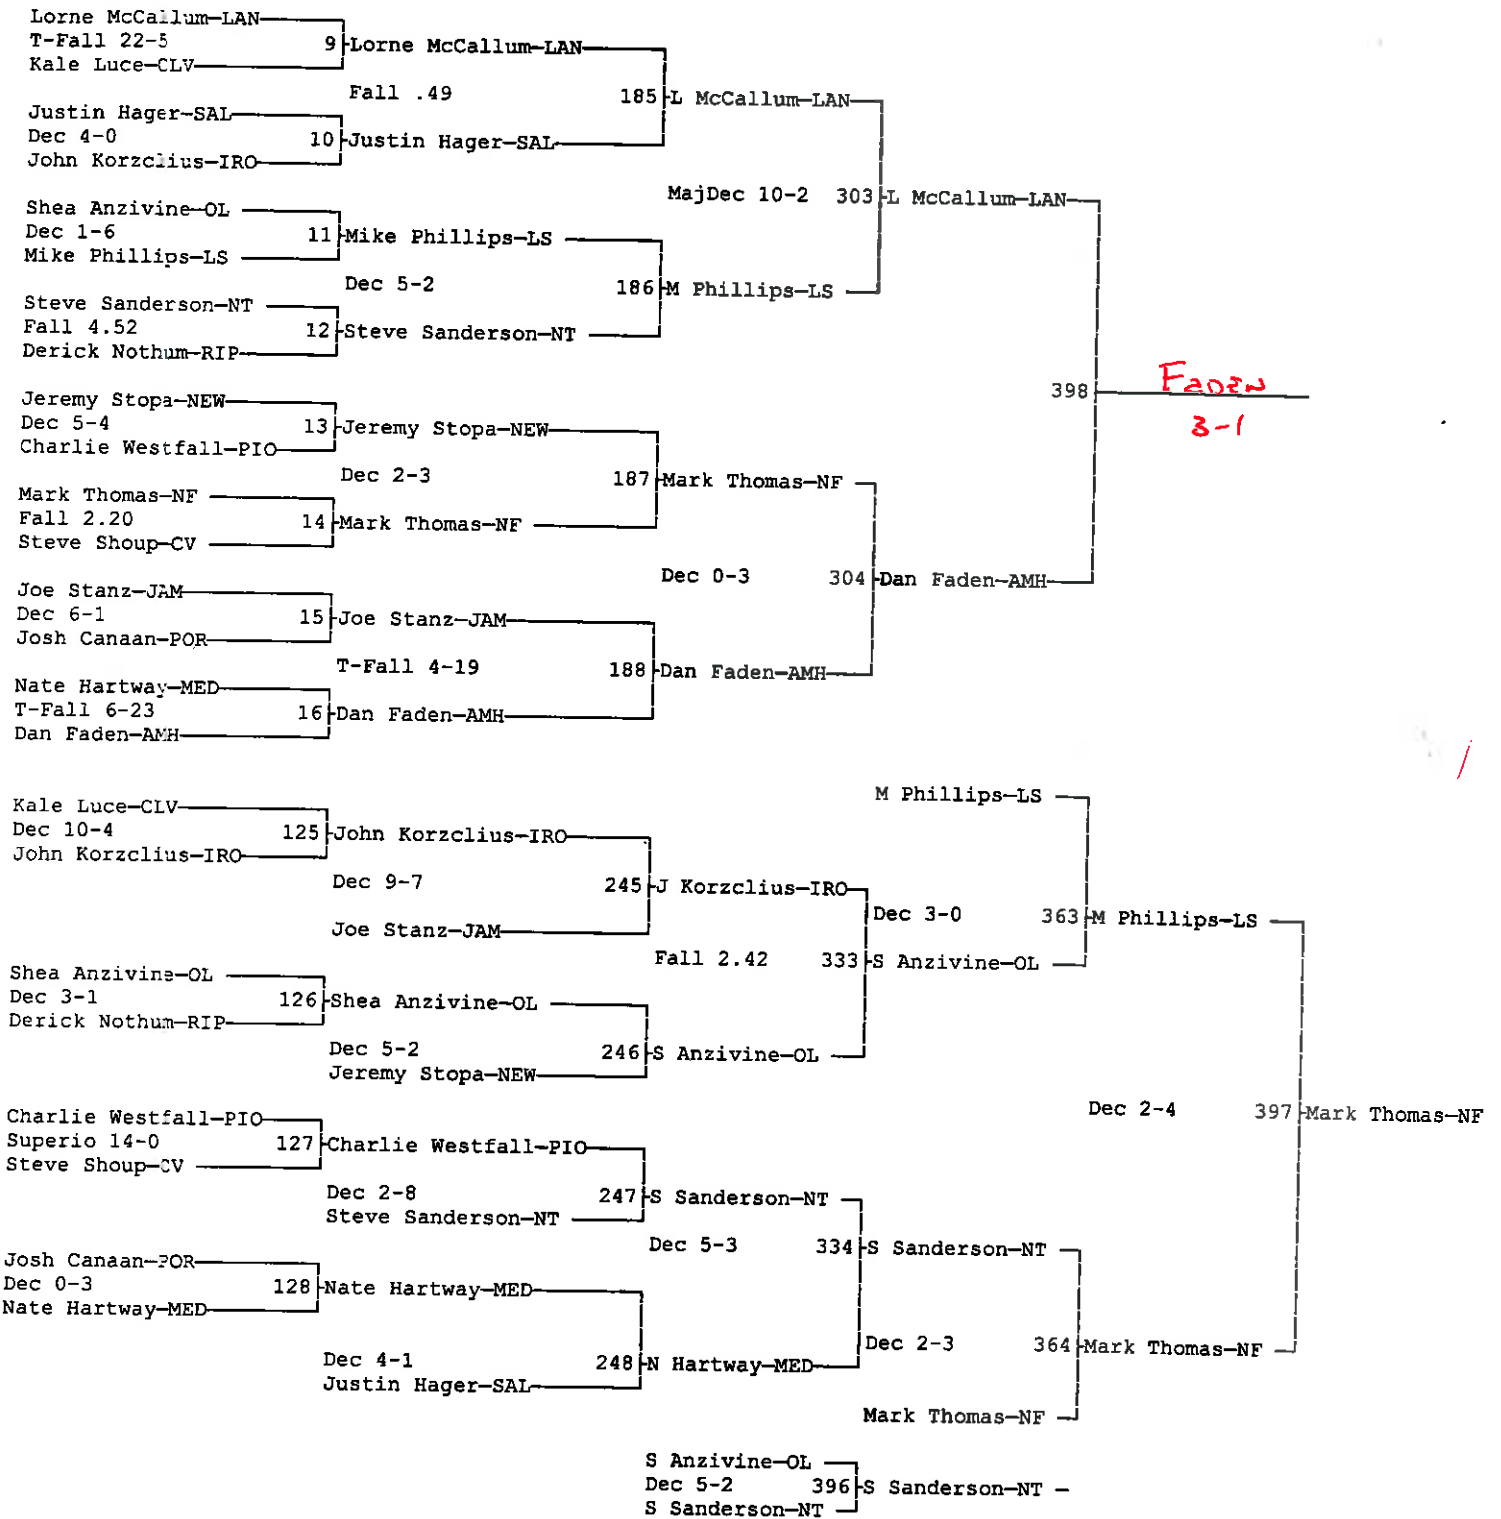 Lorne McCallum-LAN
T-Fall 22-5
Kale Luce-CLV
9
Lorne McCallum-LAN
Fall .49
185
L McCallum-LAN
Justin Hager-SAL
Dec 4-0
John Korzclius-IRO
10
Justin Hager-SAL
MajDec 10-2
303
L McCallum-LAN
Shea Anzivine-OL
Dec 1-6
Mike Phillips-LS
11
Mike Phillips-LS
Dec 5-2
186
M Phillips-LS
Steve Sanderson-NT
Fall 4.52
Derick Nothum-RIP
12
Steve Sanderson-NT
398
Faden
3-1
Jeremy Stopa-NEW
Dec 5-4
Charlie Westfall-PIO
13
Jeremy Stopa-NEW
Dec 2-3
187
Mark Thomas-NF
Mark Thomas-NF
Fall 2.20
Steve Shoup-CV
14
Mark Thomas-NF
Dec 0-3
304
Dan Faden-AMH
Joe Stanz-JAM
Dec 6-1
Josh Canaan-POR
15
Joe Stanz-JAM
T-Fall 4-19
188
Dan Faden-AMH
Nate Hartway-MED
T-Fall 6-23
Dan Faden-AMH
16
Dan Faden-AMH
M Phillips-LS
Kale Luce-CLV
Dec 10-4
John Korzclius-IRO
125
John Korzclius-IRO
Dec 9-7
245
J Korzclius-IRO
Joe Stanz-JAM
Dec 3-0
363
M Phillips-LS
Fall 2.42
333
S Anzivine-OL
Shea Anzivine-OL
Dec 3-1
Derick Nothum-RIP
126
Shea Anzivine-OL
Dec 5-2
246
S Anzivine-OL
Jeremy Stopa-NEW
Dec 2-4
397
Mark Thomas-NF
Charlie Westfall-PIO
Superio 14-0
Steve Shoup-CV
127
Charlie Westfall-PIO
Dec 2-8
247
S Sanderson-NT
Steve Sanderson-NT
Dec 5-3
334
S Sanderson-NT
Josh Canaan-POR
Dec 0-3
Nate Hartway-MED
128
Nate Hartway-MED
Dec 4-1
248
N Hartway-MED
Justin Hager-SAL
Dec 2-3
364
Mark Thomas-NF
Mark Thomas-NF
S Anzivine-OL
Dec 5-2
S Sanderson-NT
396
S Sanderson-NT